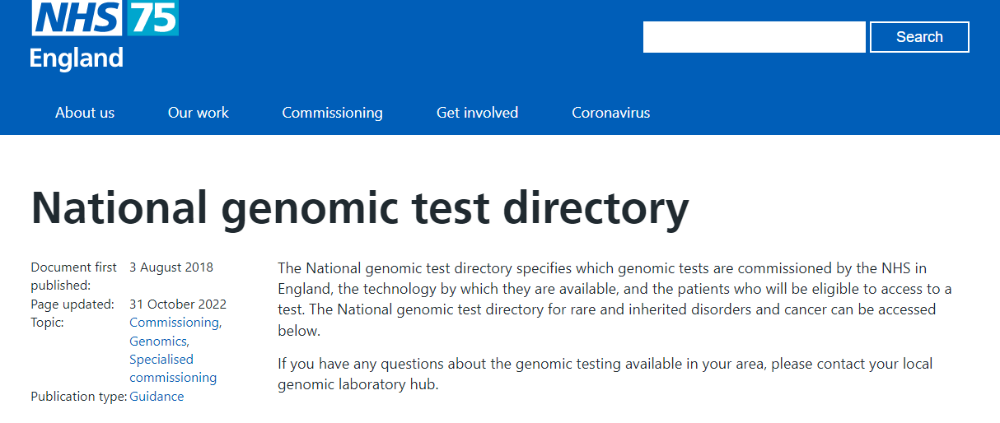 NHS 75
England
Search
About us Our work Commissioning Get involved Coronavirus
National genomic test directory
Document first 3 August 2018
published:
Page updated: 31 October 2022
Topic: Commissioning,
Genomics,
Specialised
commissioning
Publication type: Guidance
The National genomic test directory specifies which genomic tests are commissioned by the NHS in
England, the technology by which they are available, and the patients who will be eligible to access to a
test. The National genomic test directory for rare and inherited disorders and cancer can be accessed
below.
If you have any questions about the genomic testing available in your area, please contact your local
genomic laboratory hub.